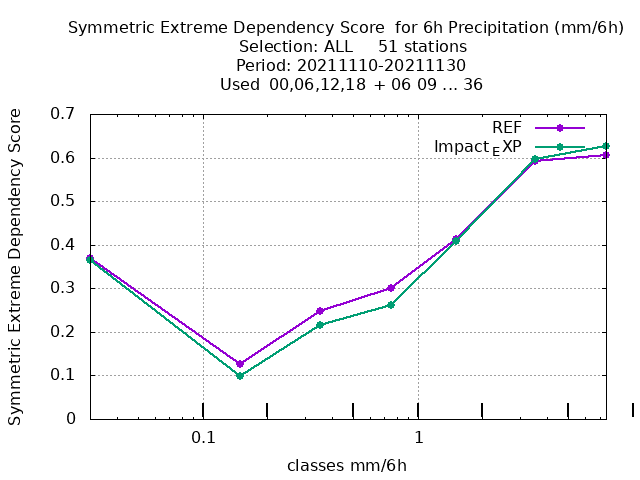 Symmetric Extreme Dependency Score for 6h Precipitation (mm/6h)
Selection: ALL 51 stations
Period: 20211110-20211130
Used 00,06,12,18 + 06 09 ... 36
Symmetric Extreme Dependency Score
0.7
0.6
0.5
0.4
0.3
0.2
0.1
0
REF
Impact_EXP
0.1
1
classes mm/6h